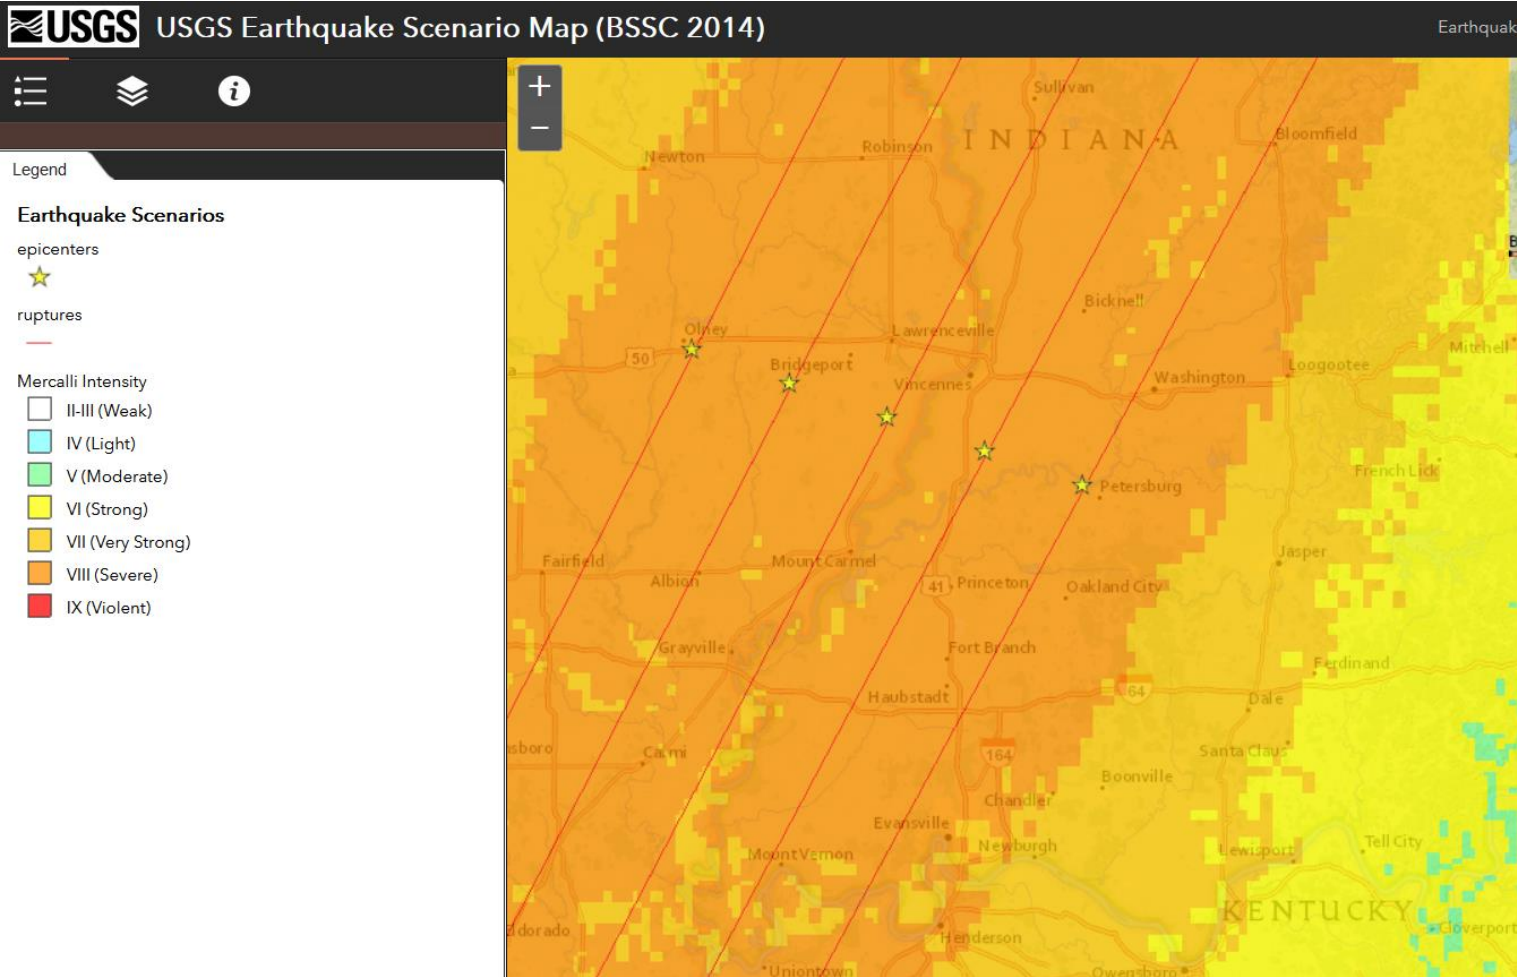 USGS USGS Earthquake Scenario Map (BSSC 2014)
Earthquak
Legend
Earthquake Scenarios
epicenters
ruptures
Mercalli Intensity
II-III (Weak)
IV (Light)
V (Moderate)
VI (Strong)
VII (Very Strong)
VIII (Severe)
IX (Violent)
+
−
Sullivan
INDIANA
Bloomfield
Robinson
Newton
Bicknell
Olney
Lawrenceville
50
Bridgeport
Vincennes
Washington
Loogootee
Mitchell
French Lick
Petersburg
Jasper
Fairfield
Albion
Mount Carmel
41
Princeton
Oakland City
Grayville
Fort Branch
Ferdinand
Haubstadt
64
Dale
sboro
Carmi
164
Santa Claus
Boonville
Chandler
Evansville
Newburgh
Mount Vernon
Lewisport
Tell City
KENTUCKY
ldorado
Henderson
Cloverport
Uniontown
Owensboro